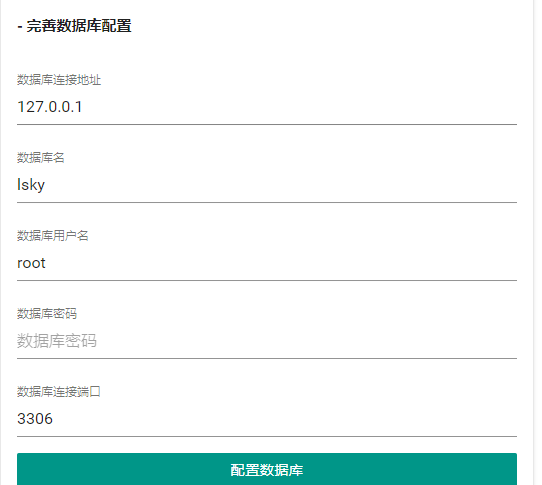 - 完善数据库配置
数据库连接地址
127.0.0.1
数据库名
lsky
数据库用户名
root
数据库密码
数据库密码
数据库连接端口
3306
配置数据库